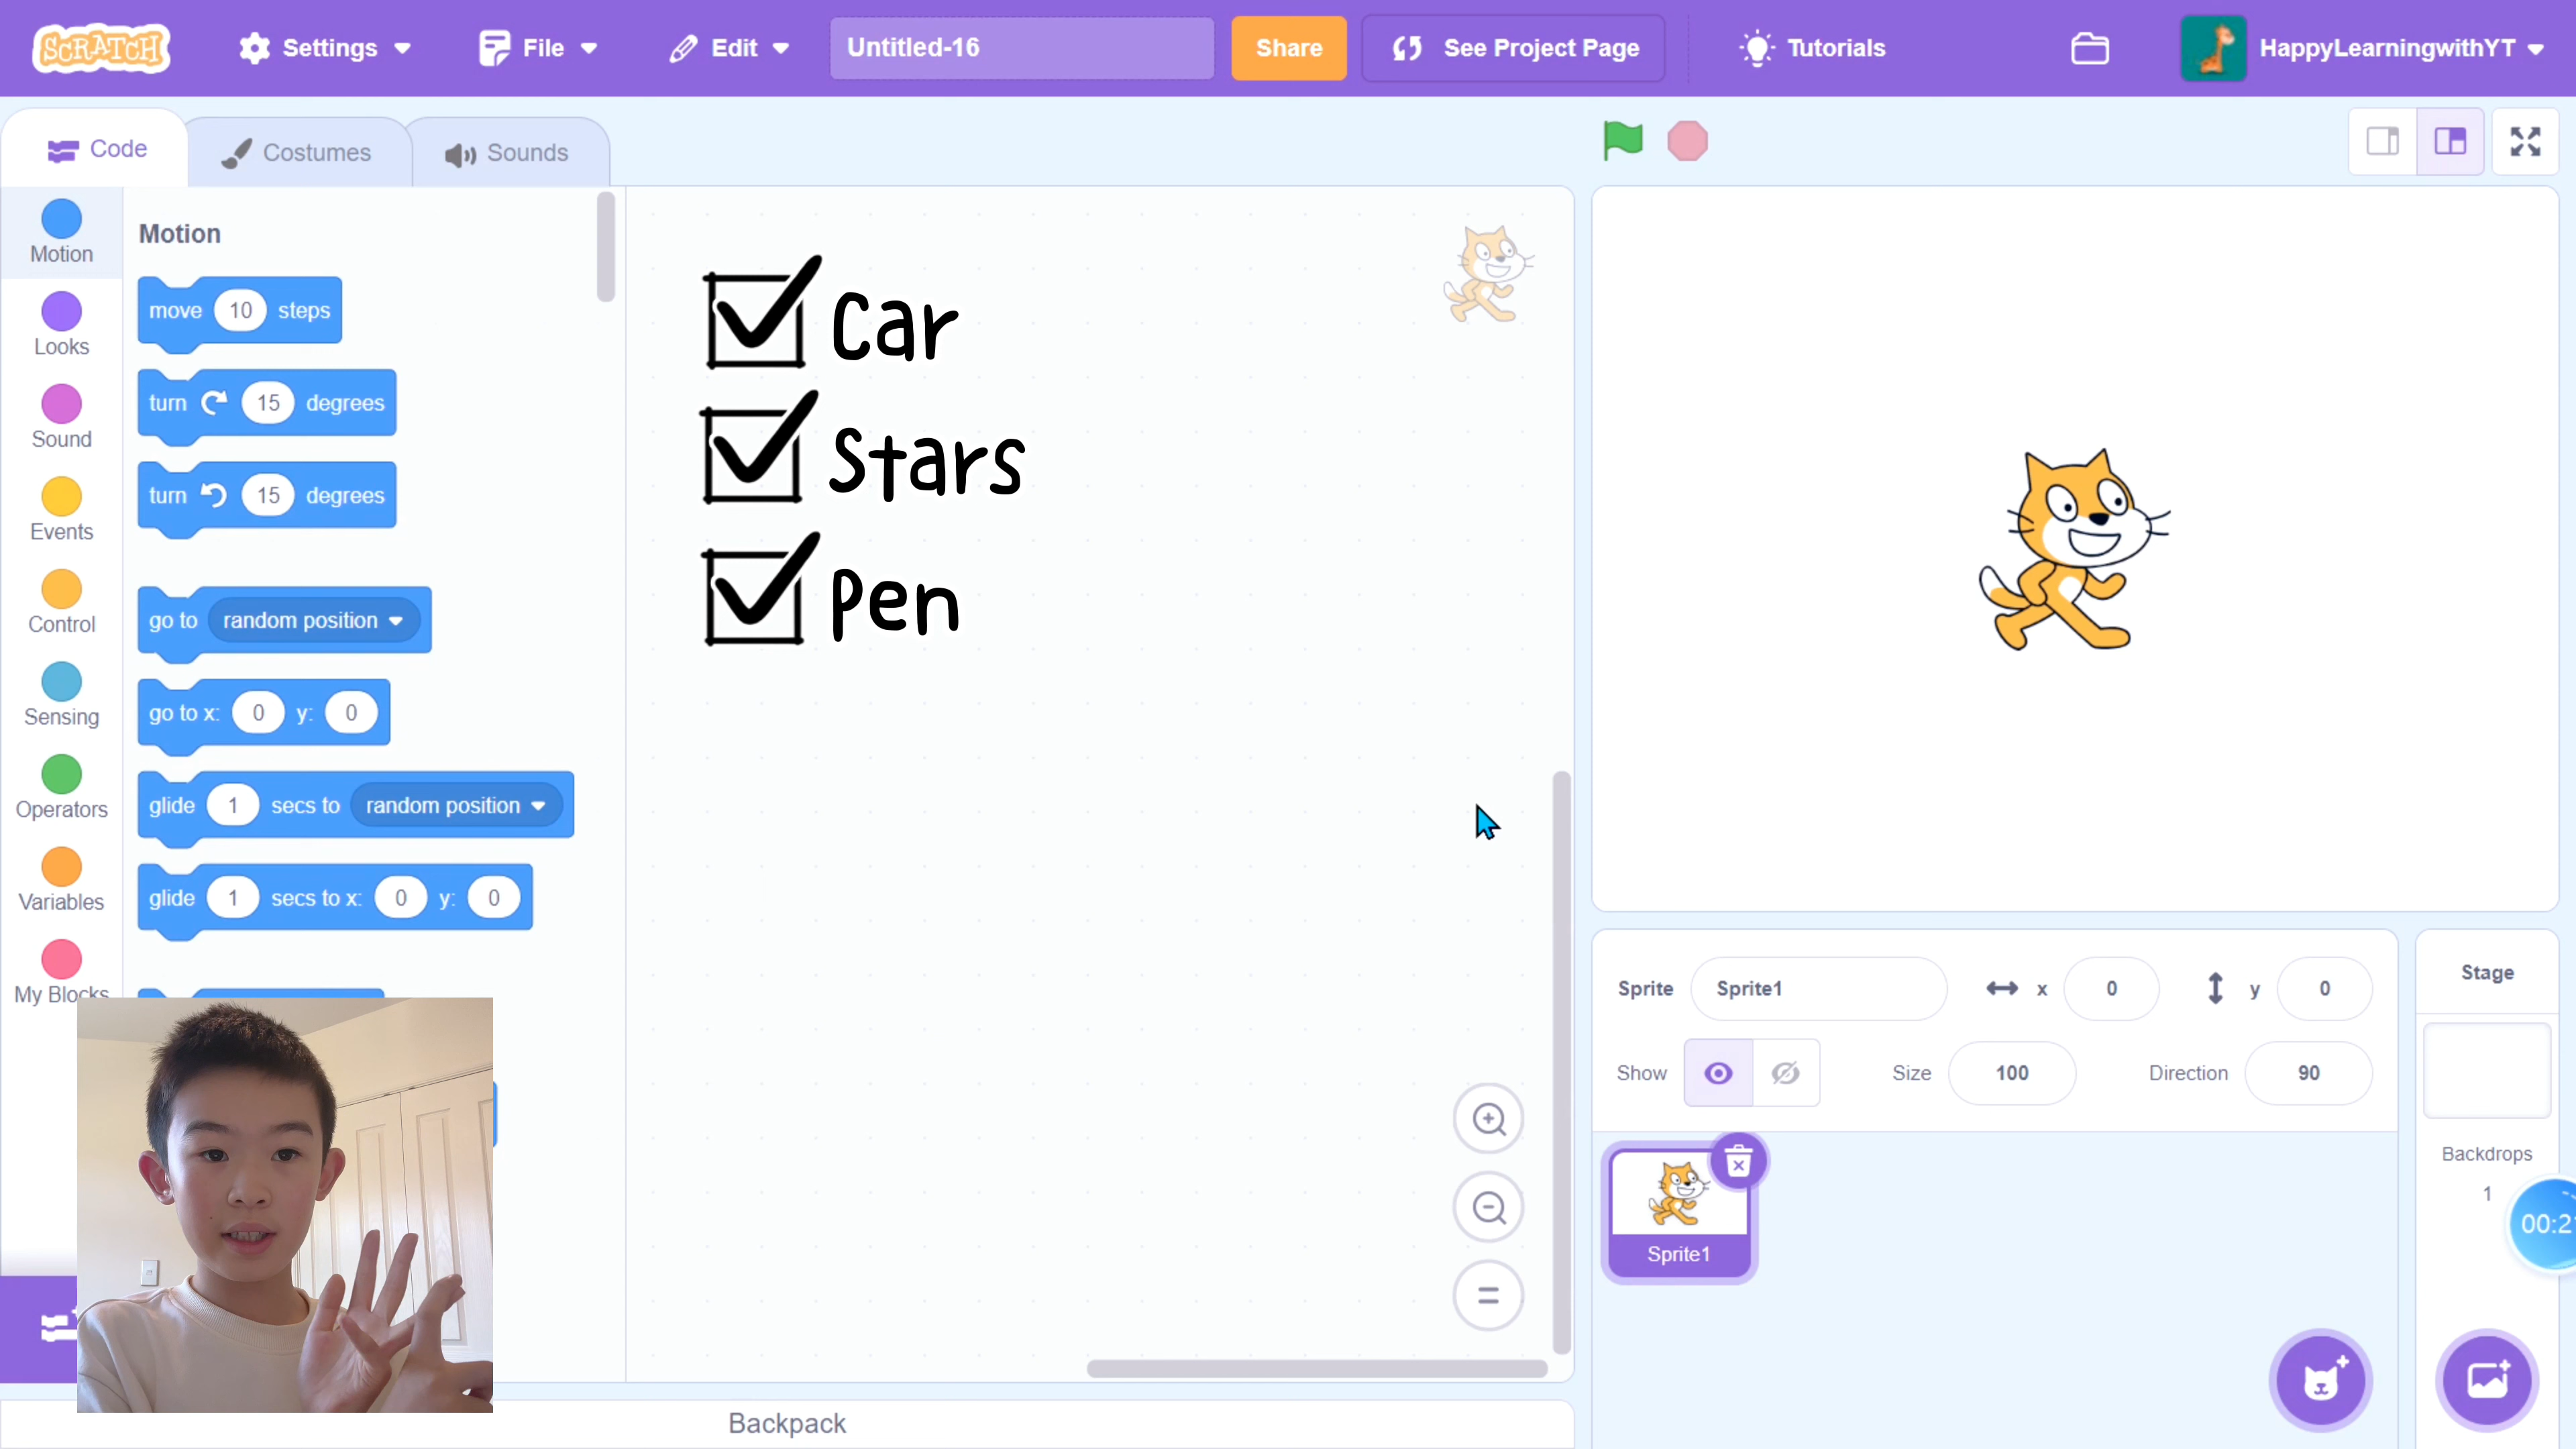 SCRATCH Settings File Edit Untitled-16 Share See Project Page Tutorials HappyLearningwithYT
Code Costumes Sounds
Motion
Looks
Sound
Events
Control
Sensing
Operators
Variables
My Blocks
Motion
move 10 steps
turn 15 degrees
turn 15 degrees
go to random position
go to x: 0 y: 0
glide 1 secs to random position
glide 1 secs to x: 0 y: 0
Car
Stars
Pen
Backpack
Sprite Sprite1 x 0 y 0
Show Size 100 Direction 90
Sprite1
Stage
Backdrops
1